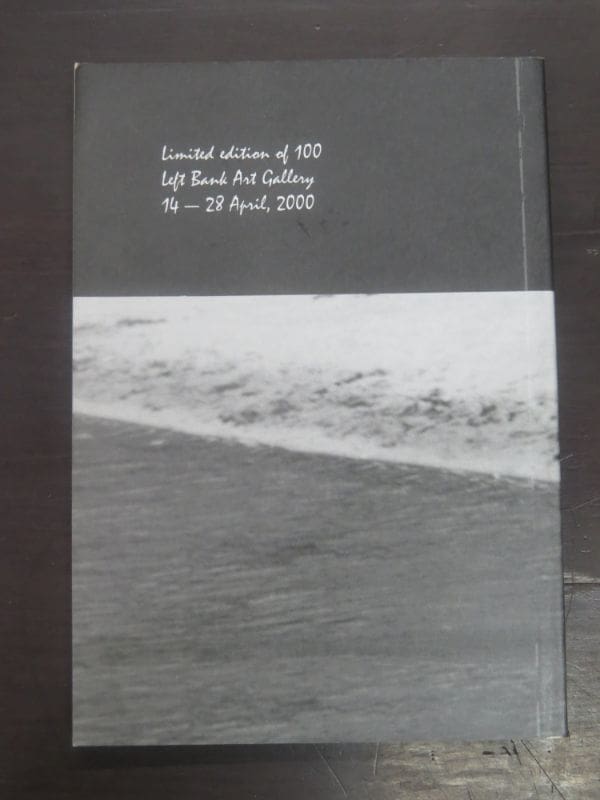 Limited edition of 100
Left Bank Art Gallery
14 — 28 April, 2000